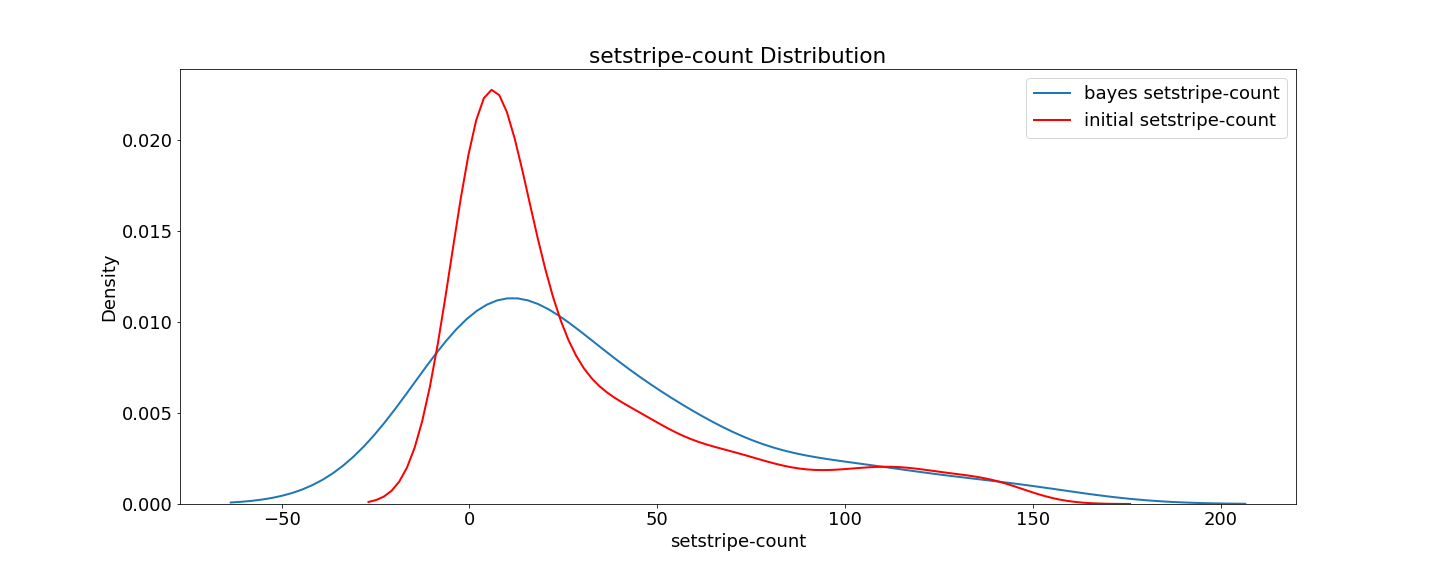 setstripe-count Distribution
bayes setstripe-count
initial setstripe-count
0.020
0.015
0.010
0.005
0.000
Density
−50
0
50
100
150
200
setstripe-count